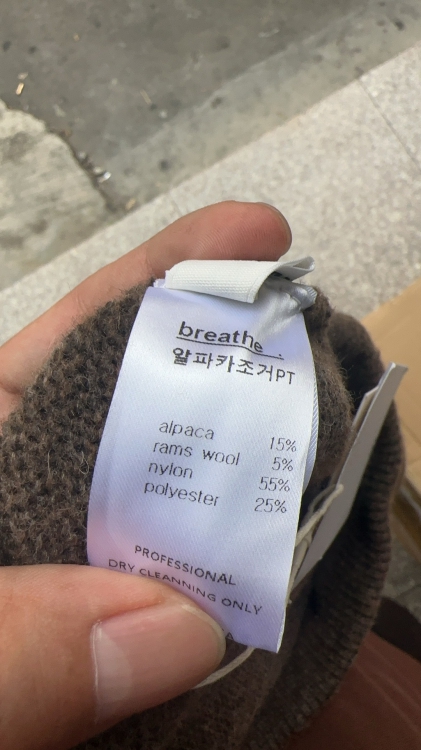 breathe.
알파카조거PT
alpaca 15%
rams wool 5%
nylon 55%
polyester 25%
PROFESSIONAL
DRY CLEANNING ONLY